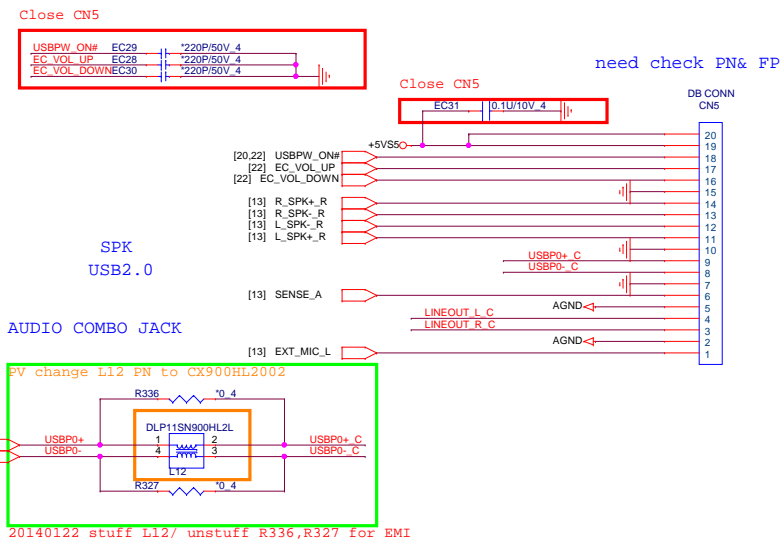 Close CN5
USBPW_ON# EC29 *220P/50V_4
EC_VOL_UP EC28 *220P/50V_4
EC_VOL_DOWN EC30 *220P/50V_4
need check PN& FP
Close CN5
EC31 0.1U/10V_4
DB CONN
CN5
+5VS5
20
19
[20,22] USBPW_ON# 18
[22] EC_VOL_UP 17
[22] EC_VOL_DOWN 16
15
[13] R_SPK+_R 14
[13] R_SPK-_R 13
[13] L_SPK-_R 12
[13] L_SPK+_R 11
10
USBP0+_C 9
USBP0-_C 8
7
[13] SENSE_A 6
AGND 5
LINEOUT_L_C 4
LINEOUT_R_C 3
AGND 2
[13] EXT_MIC_L 1
SPK
USB2.0
AUDIO COMBO JACK
PV change L12 PN to CX900HL2002
R336 *0_4
DLP11SN900HL2L
USBP0+ 1 2 USBP0+_C
USBP0- 4 3 USBP0-_C
L12
R327 *0_4
20140122 stuff L12/ unstuff R336,R327 for EMI